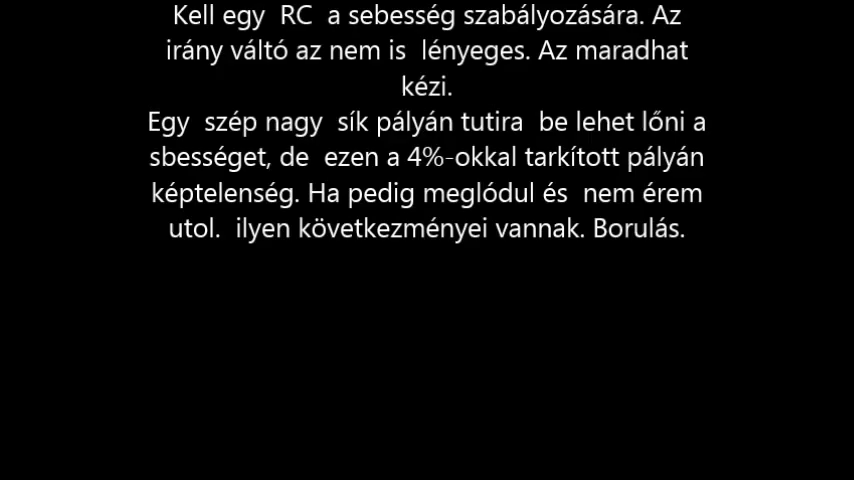 Kell egy  RC  a sebesség szabályozására. Az
irány váltó az nem is  lényeges. Az maradhat
kézi.
Egy  szép nagy  sík pályán tutira  be lehet lőni a
sbességet, de  ezen a 4%-okkal tarkított pályán
képtelenség. Ha pedig meglódul és  nem érem
utol.  ilyen következményei vannak. Borulás.